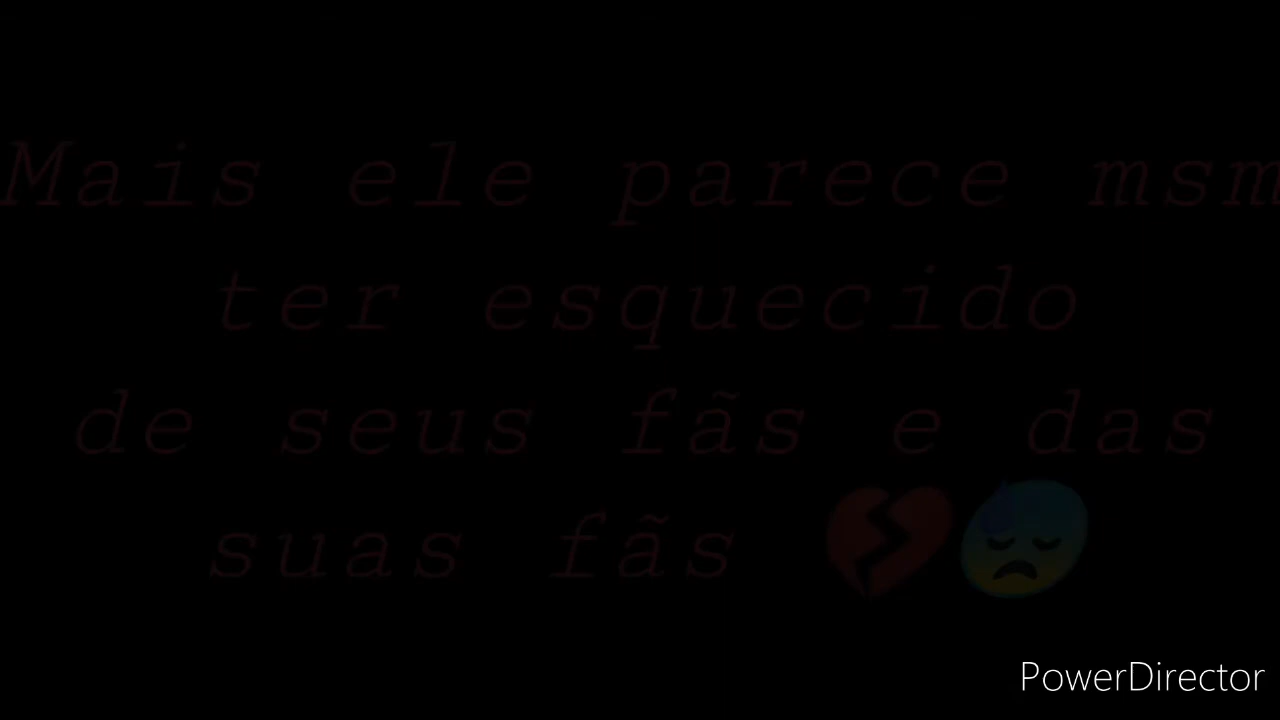 Mais ele parece msm
ter esquecido
de seus fãs e das
suas fãs 💔😓
PowerDirector